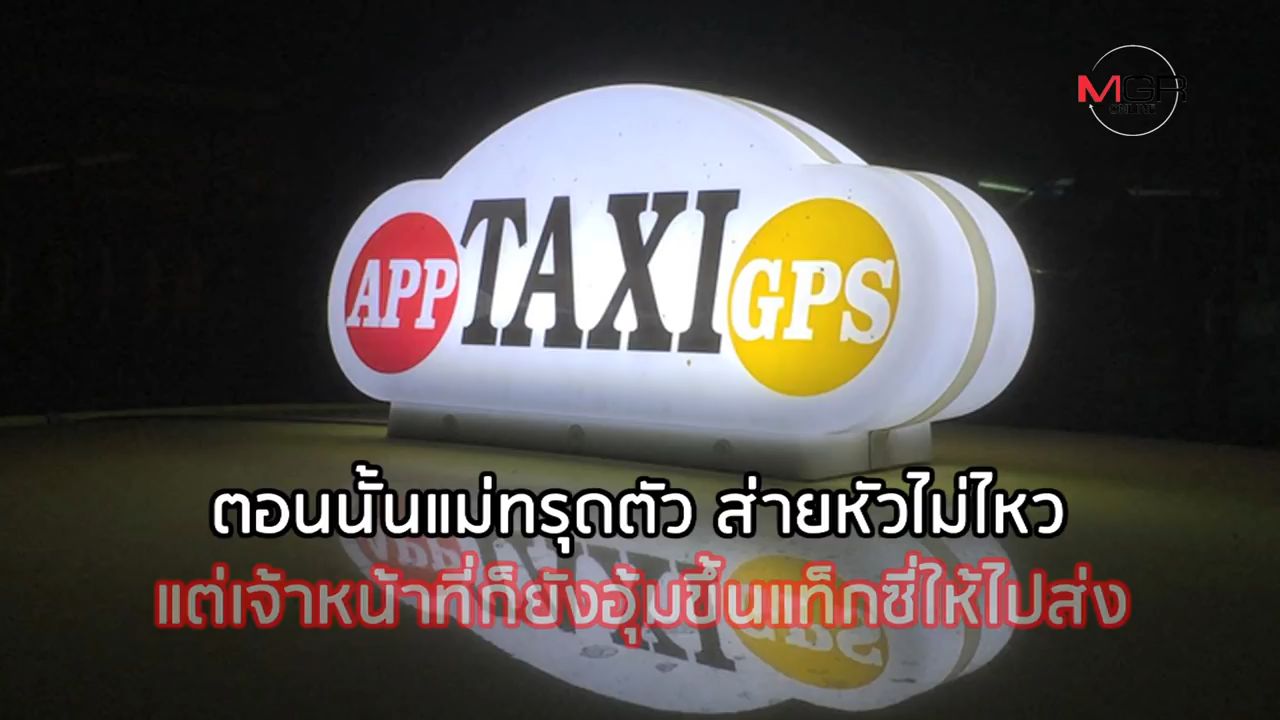 MGR
ONLINE
APP TAXI GPS
ตอนนั้นแม่ทรุดตัว ส่ายหัวไม่ไหว
แต่เจ้าหน้าที่ก็ยังอุ้มขึ้นแท็กซี่ให้ไปส่ง